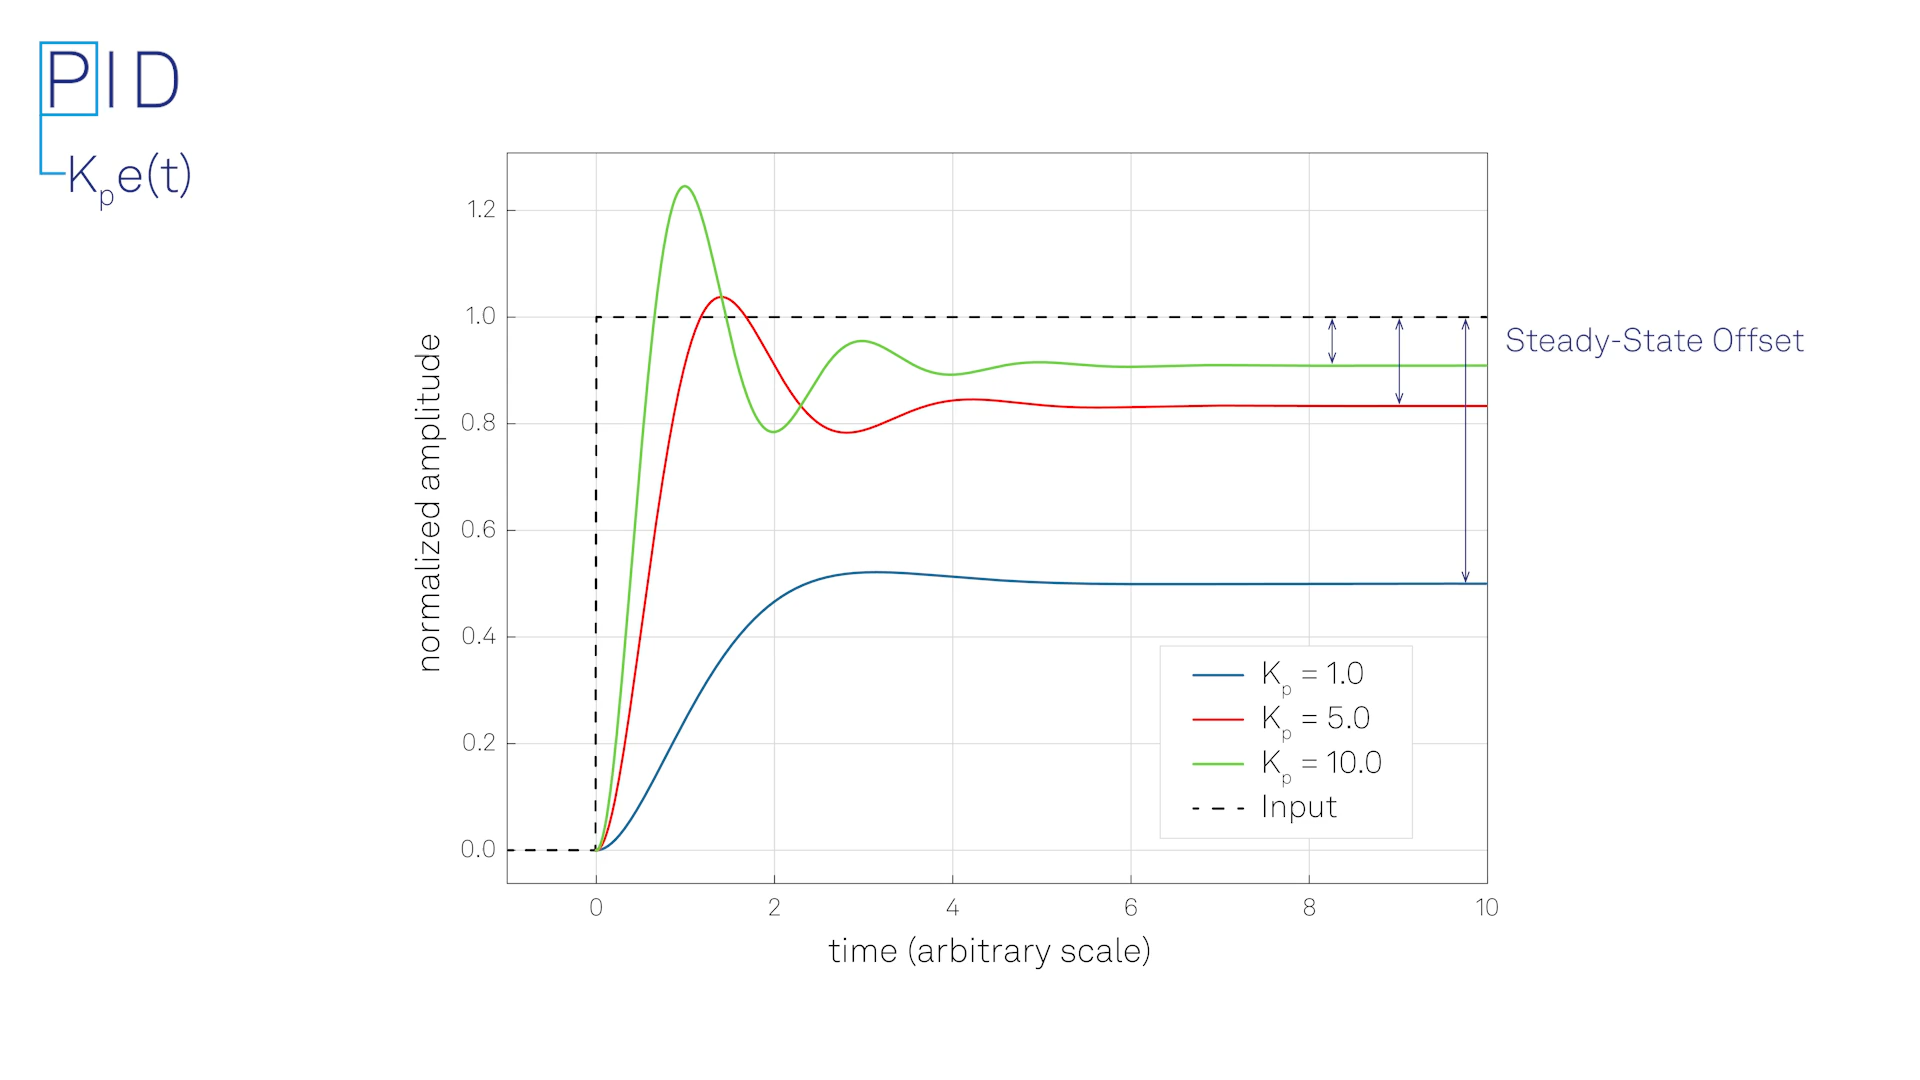 PID
Kpe(t)
normalized amplitude
1.2
1.0
0.8
0.6
0.4
0.2
0.0
Steady-State Offset
Kp = 1.0
Kp = 5.0
Kp = 10.0
Input
0 2 4 6 8 10
time (arbitrary scale)